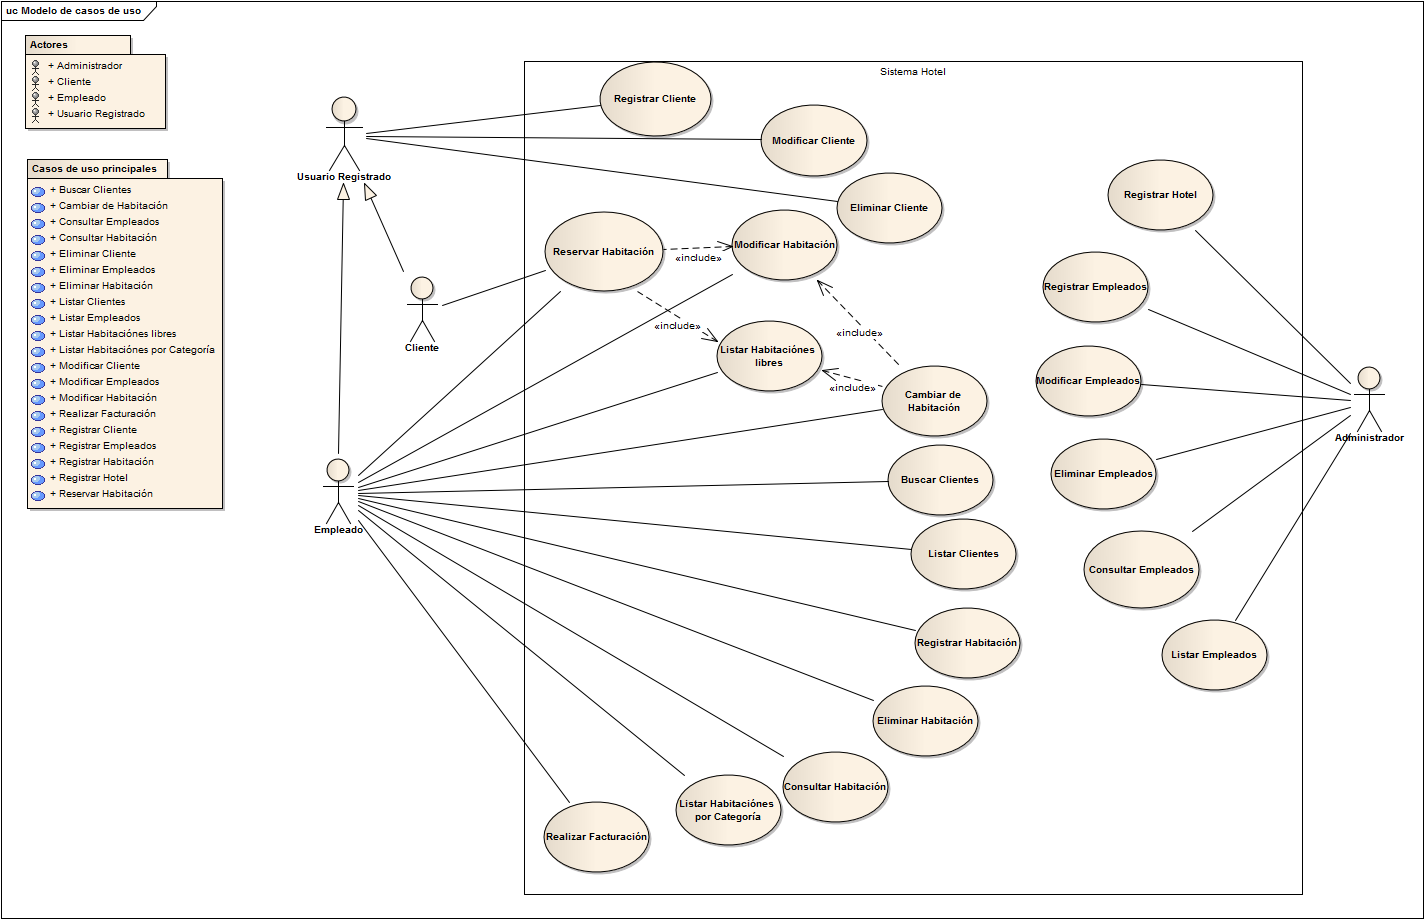 uc Modelo de casos de uso
Actores
+ Administrador
+ Cliente
+ Empleado
+ Usuario Registrado
Casos de uso principales
+ Buscar Clientes
+ Cambiar de Habitación
+ Consultar Empleados
+ Consultar Habitación
+ Eliminar Cliente
+ Eliminar Empleados
+ Eliminar Habitación
+ Listar Clientes
+ Listar Empleados
+ Listar Habitaciónes libres
+ Listar Habitaciónes por Categoría
+ Modificar Cliente
+ Modificar Empleados
+ Modificar Habitación
+ Realizar Facturación
+ Registrar Cliente
+ Registrar Empleados
+ Registrar Habitación
+ Registrar Hotel
+ Reservar Habitación
Usuario Registrado
Cliente
Empleado
Sistema Hotel
Registrar Cliente
Modificar Cliente
Eliminar Cliente
Reservar Habitación
«include»
Modificar Habitación
«include»
Listar Habitaciónes
libres
«include»
«include»
Cambiar de
Habitación
Buscar Clientes
Listar Clientes
Registrar Habitación
Eliminar Habitación
Consultar Habitación
Listar Habitaciónes
por Categoría
Realizar Facturación
Registrar Hotel
Registrar Empleados
Modificar Empleados
Eliminar Empleados
Consultar Empleados
Listar Empleados
Administrador